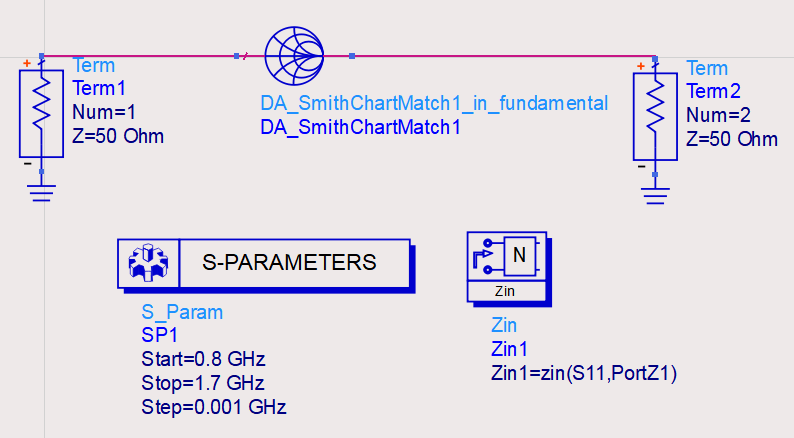 +
Term
Term1
Num=1
Z=50 Ohm
-
DA_SmithChartMatch1_in_fundamental
DA_SmithChartMatch1
+
Term
Term2
Num=2
Z=50 Ohm
-
S-PARAMETERS
S_Param
SP1
Start=0.8 GHz
Stop=1.7 GHz
Step=0.001 GHz
N
Zin
Zin
Zin1
Zin1=zin(S11,PortZ1)